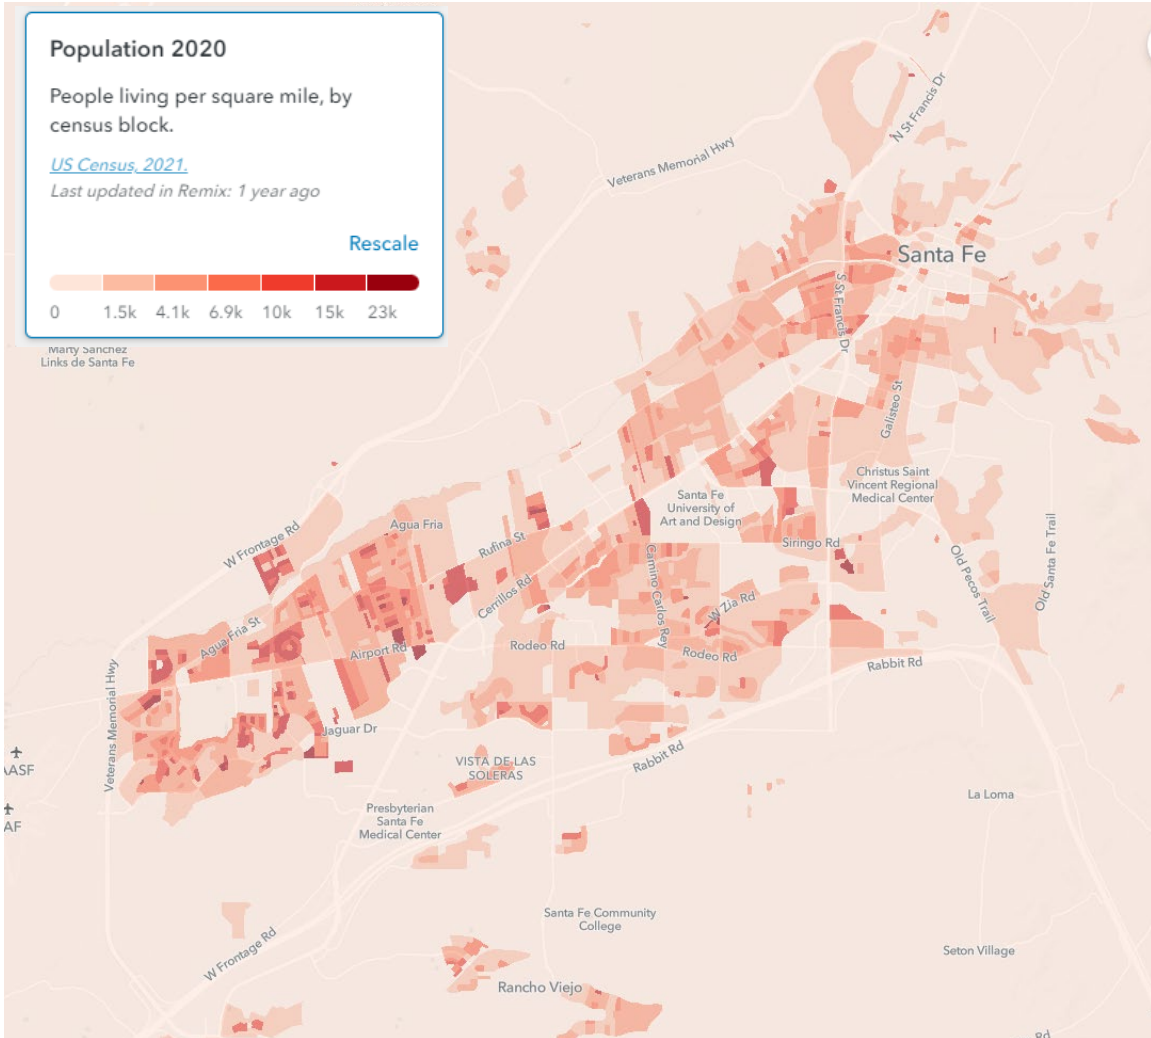 Population 2020
People living per square mile, by
census block.
US Census, 2021.
Last updated in Remix: 1 year ago
Rescale
0 1.5k 4.1k 6.9k 10k 15k 23k
Marty Sanchez
Links de Santa Fe
Veterans Memorial Hwy
N St Francis Dr
Santa Fe
S St Francis Dr
Galisteo St
Christus Saint
Vincent Regional
Medical Center
Santa Fe
University of
Art and Design
Agua Fria
W Frontage Rd
Rufina St
Siringo Rd
Cerrillos Rd
Camino Carlos Rey
W Zia Rd
Old Pecos Trail
Old Santa Fe Trail
Agua Fria St
Airport Rd
Rodeo Rd
Rodeo Rd
Rabbit Rd
Veterans Memorial Hwy
Jaguar Dr
VISTA DE LAS
SOLERAS
Rabbit Rd
AASF
AF
Presbyterian
Santa Fe
Medical Center
La Loma
Santa Fe Community
College
W Frontage Rd
Seton Village
Rancho Viejo
Rd